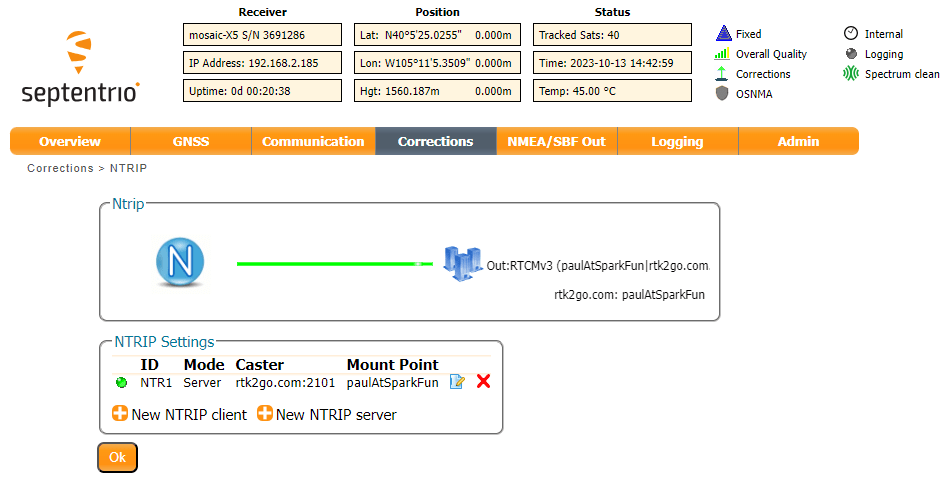 Receiver
Position
Status
septentrio
mosaic-X5 S/N 3691286
IP Address: 192.168.2.185
Uptime: 0d 00:20:38
Lat: N40°5'25.0255" 0.000m
Lon: W105°11'5.3509" 0.000m
Hgt: 1560.187m 0.000m
Tracked Sats: 40
Time: 2023-10-13 14:42:59
Temp: 45.00 °C
Fixed
Overall Quality
Corrections
OSNMA
Internal
Logging
Spectrum clean
Overview GNSS Communication Corrections NMEA/SBF Out Logging Admin
Corrections > NTRIP
Ntrip
N
Out:RTCMv3 (paulAtSparkFun|rtk2go.com
rtk2go.com: paulAtSparkFun
NTRIP Settings
ID Mode Caster Mount Point
NTR1 Server rtk2go.com:2101 paulAtSparkFun
New NTRIP client New NTRIP server
Ok